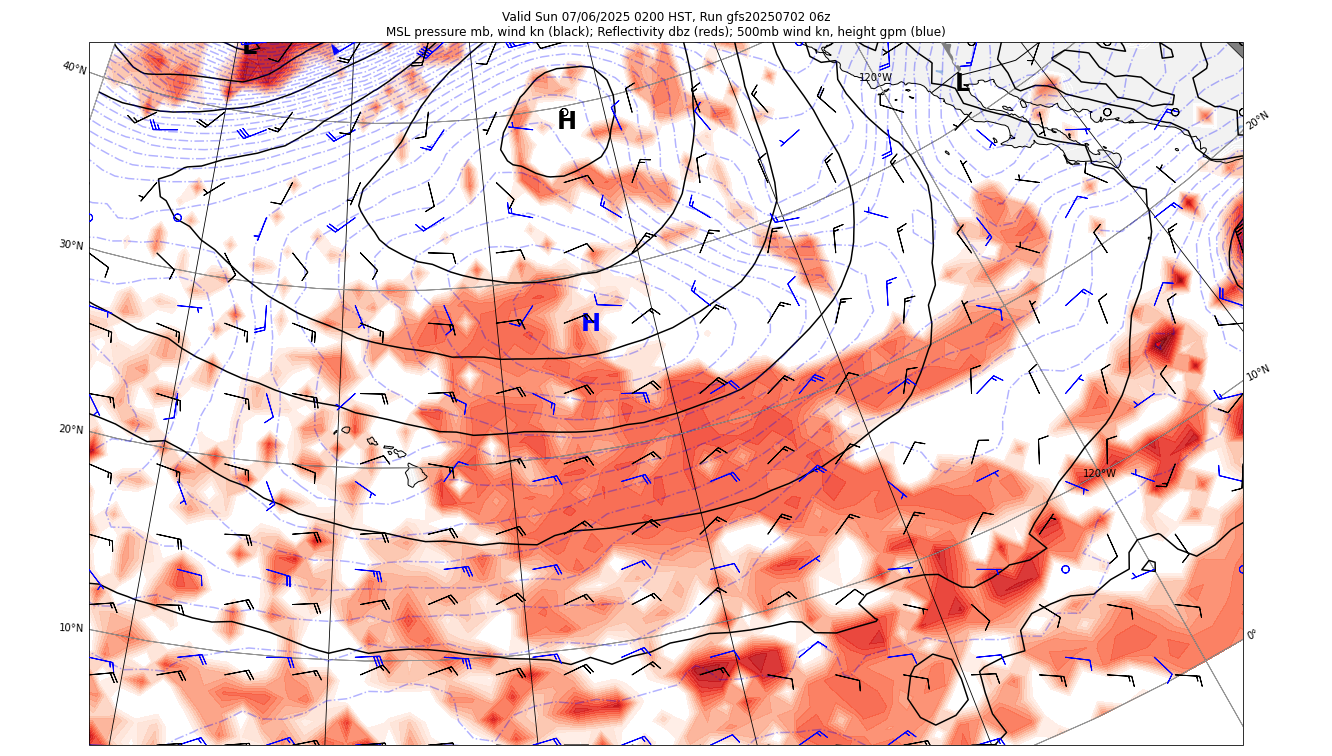 Valid Sun 07/06/2025 0200 HST, Run gfs20250702 06z
MSL pressure mb, wind kn (black); Reflectivity dbz (reds); 500mb wind kn, height gpm (blue)
L
40°N
120°W
L
H
20°N
30°N
H
10°N
20°N
120°W
10°N
0°